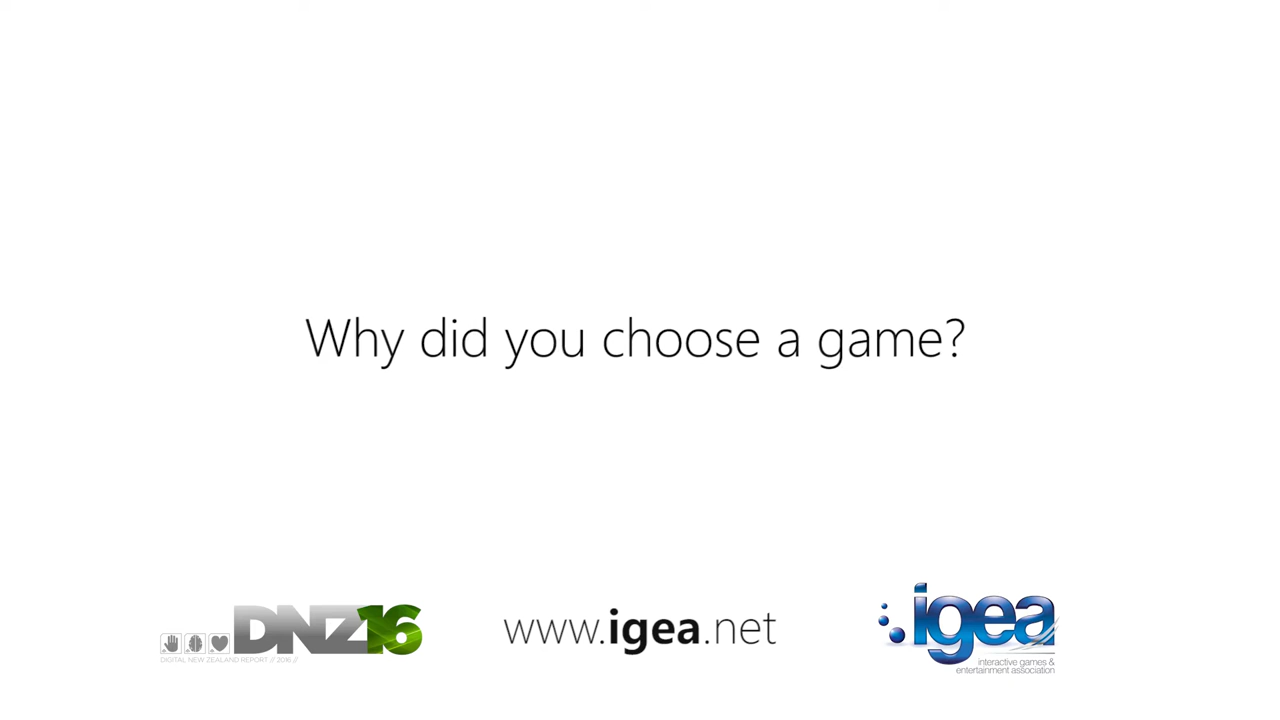 Why did you choose a game?
DNZ16
DIGITAL NEW ZEALAND REPORT // 2016 //
www.igea.net
igea
interactive games &
entertainment association